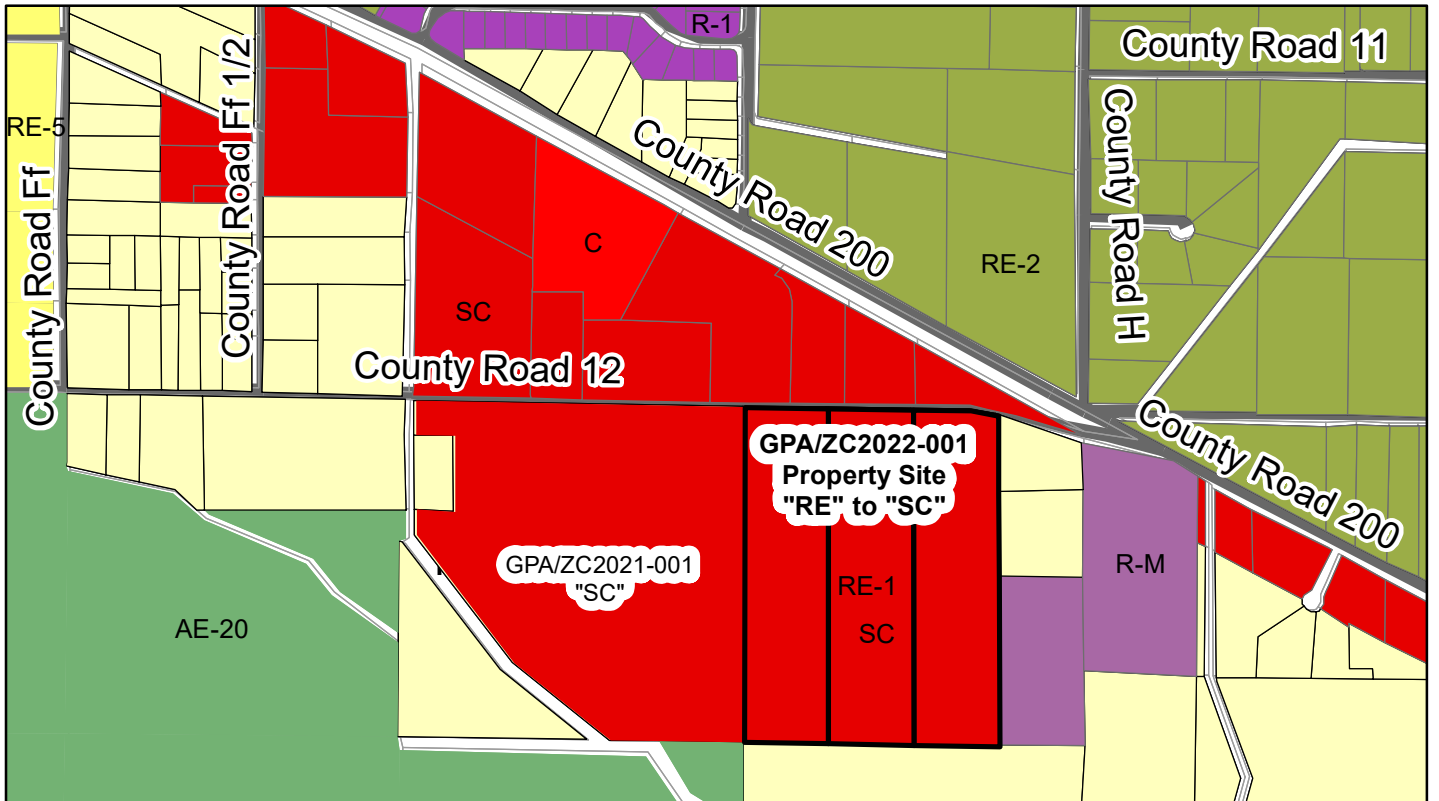 R-1
County Road 11
RE-5
County Road Ff
County Road Ff 1/2
County Road 200
County Road H
C
RE-2
SC
County Road 12
County Road 200
GPA/ZC2022-001
Property Site
"RE" to "SC"
GPA/ZC2021-001
"SC"
RE-1
SC
R-M
AE-20